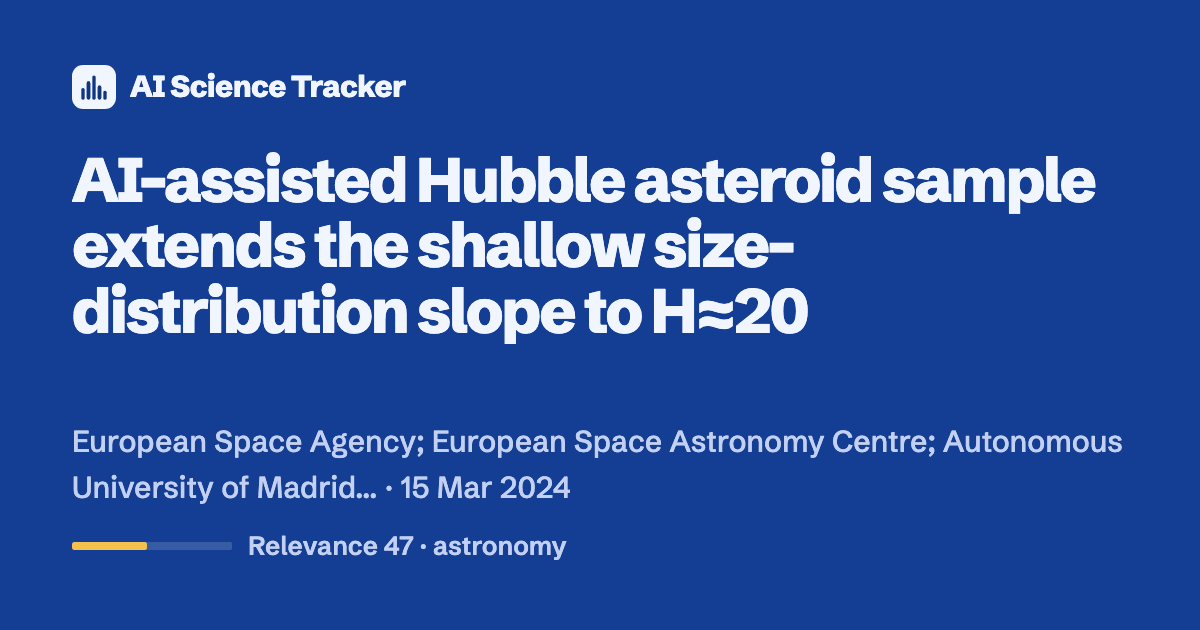 AI Science Tracker
AI-assisted Hubble asteroid sample
extends the shallow size-
distribution slope to H≈20
European Space Agency; European Space Astronomy Centre; Autonomous
University of Madrid... · 15 Mar 2024
Relevance 47 · astronomy